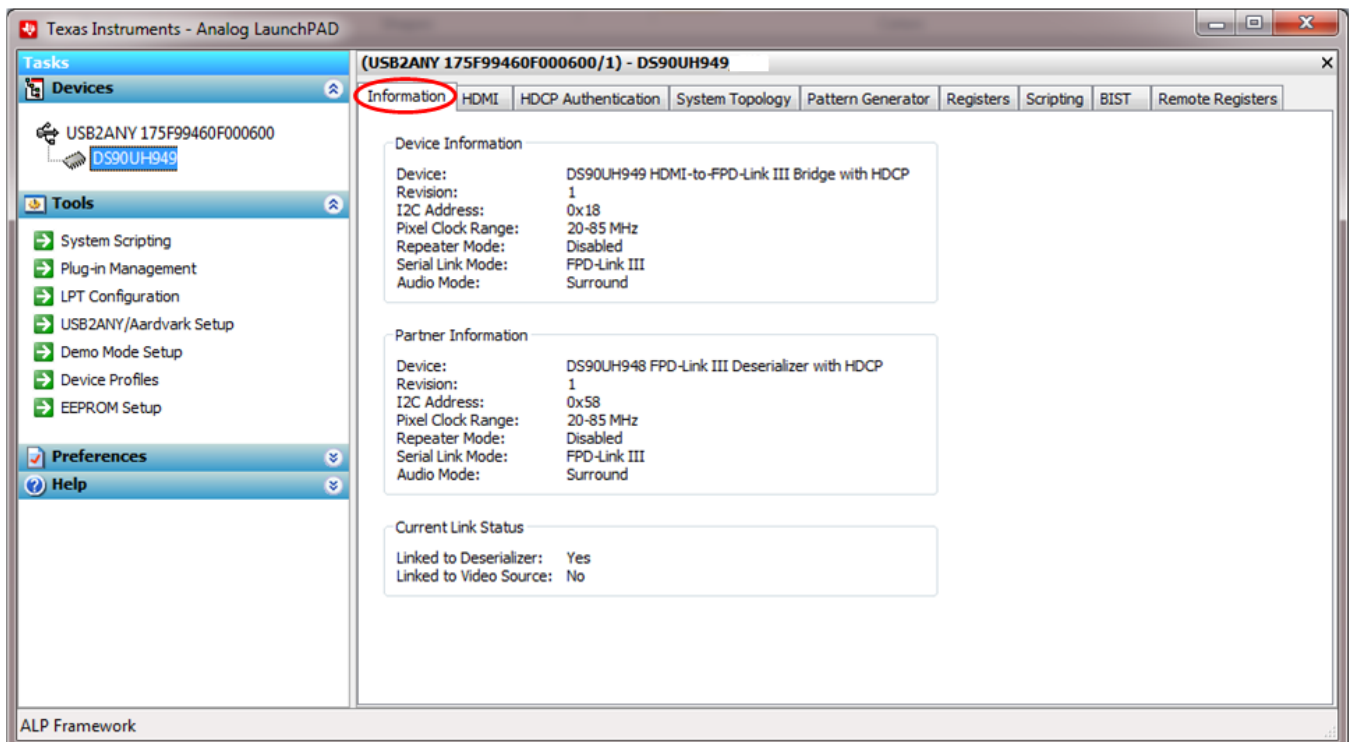 Texas Instruments - Analog LaunchPAD
Tasks
Devices
USB2ANY 175F99460F000600
DS90UH949
Tools
System Scripting
Plug-in Management
LPT Configuration
USB2ANY/Aardvark Setup
Demo Mode Setup
Device Profiles
EEPROM Setup
Preferences
Help
(USB2ANY 175F99460F000600/1) - DS90UH949
Information HDMI HDCP Authentication System Topology Pattern Generator Registers Scripting BIST Remote Registers
Device Information
Device: DS90UH949 HDMI-to-FPD-Link III Bridge with HDCP
Revision: 1
I2C Address: 0x18
Pixel Clock Range: 20-85 MHz
Repeater Mode: Disabled
Serial Link Mode: FPD-Link III
Audio Mode: Surround
Partner Information
Device: DS90UH948 FPD-Link III Deserializer with HDCP
Revision: 1
I2C Address: 0x58
Pixel Clock Range: 20-85 MHz
Repeater Mode: Disabled
Serial Link Mode: FPD-Link III
Audio Mode: Surround
Current Link Status
Linked to Deserializer: Yes
Linked to Video Source: No
ALP Framework